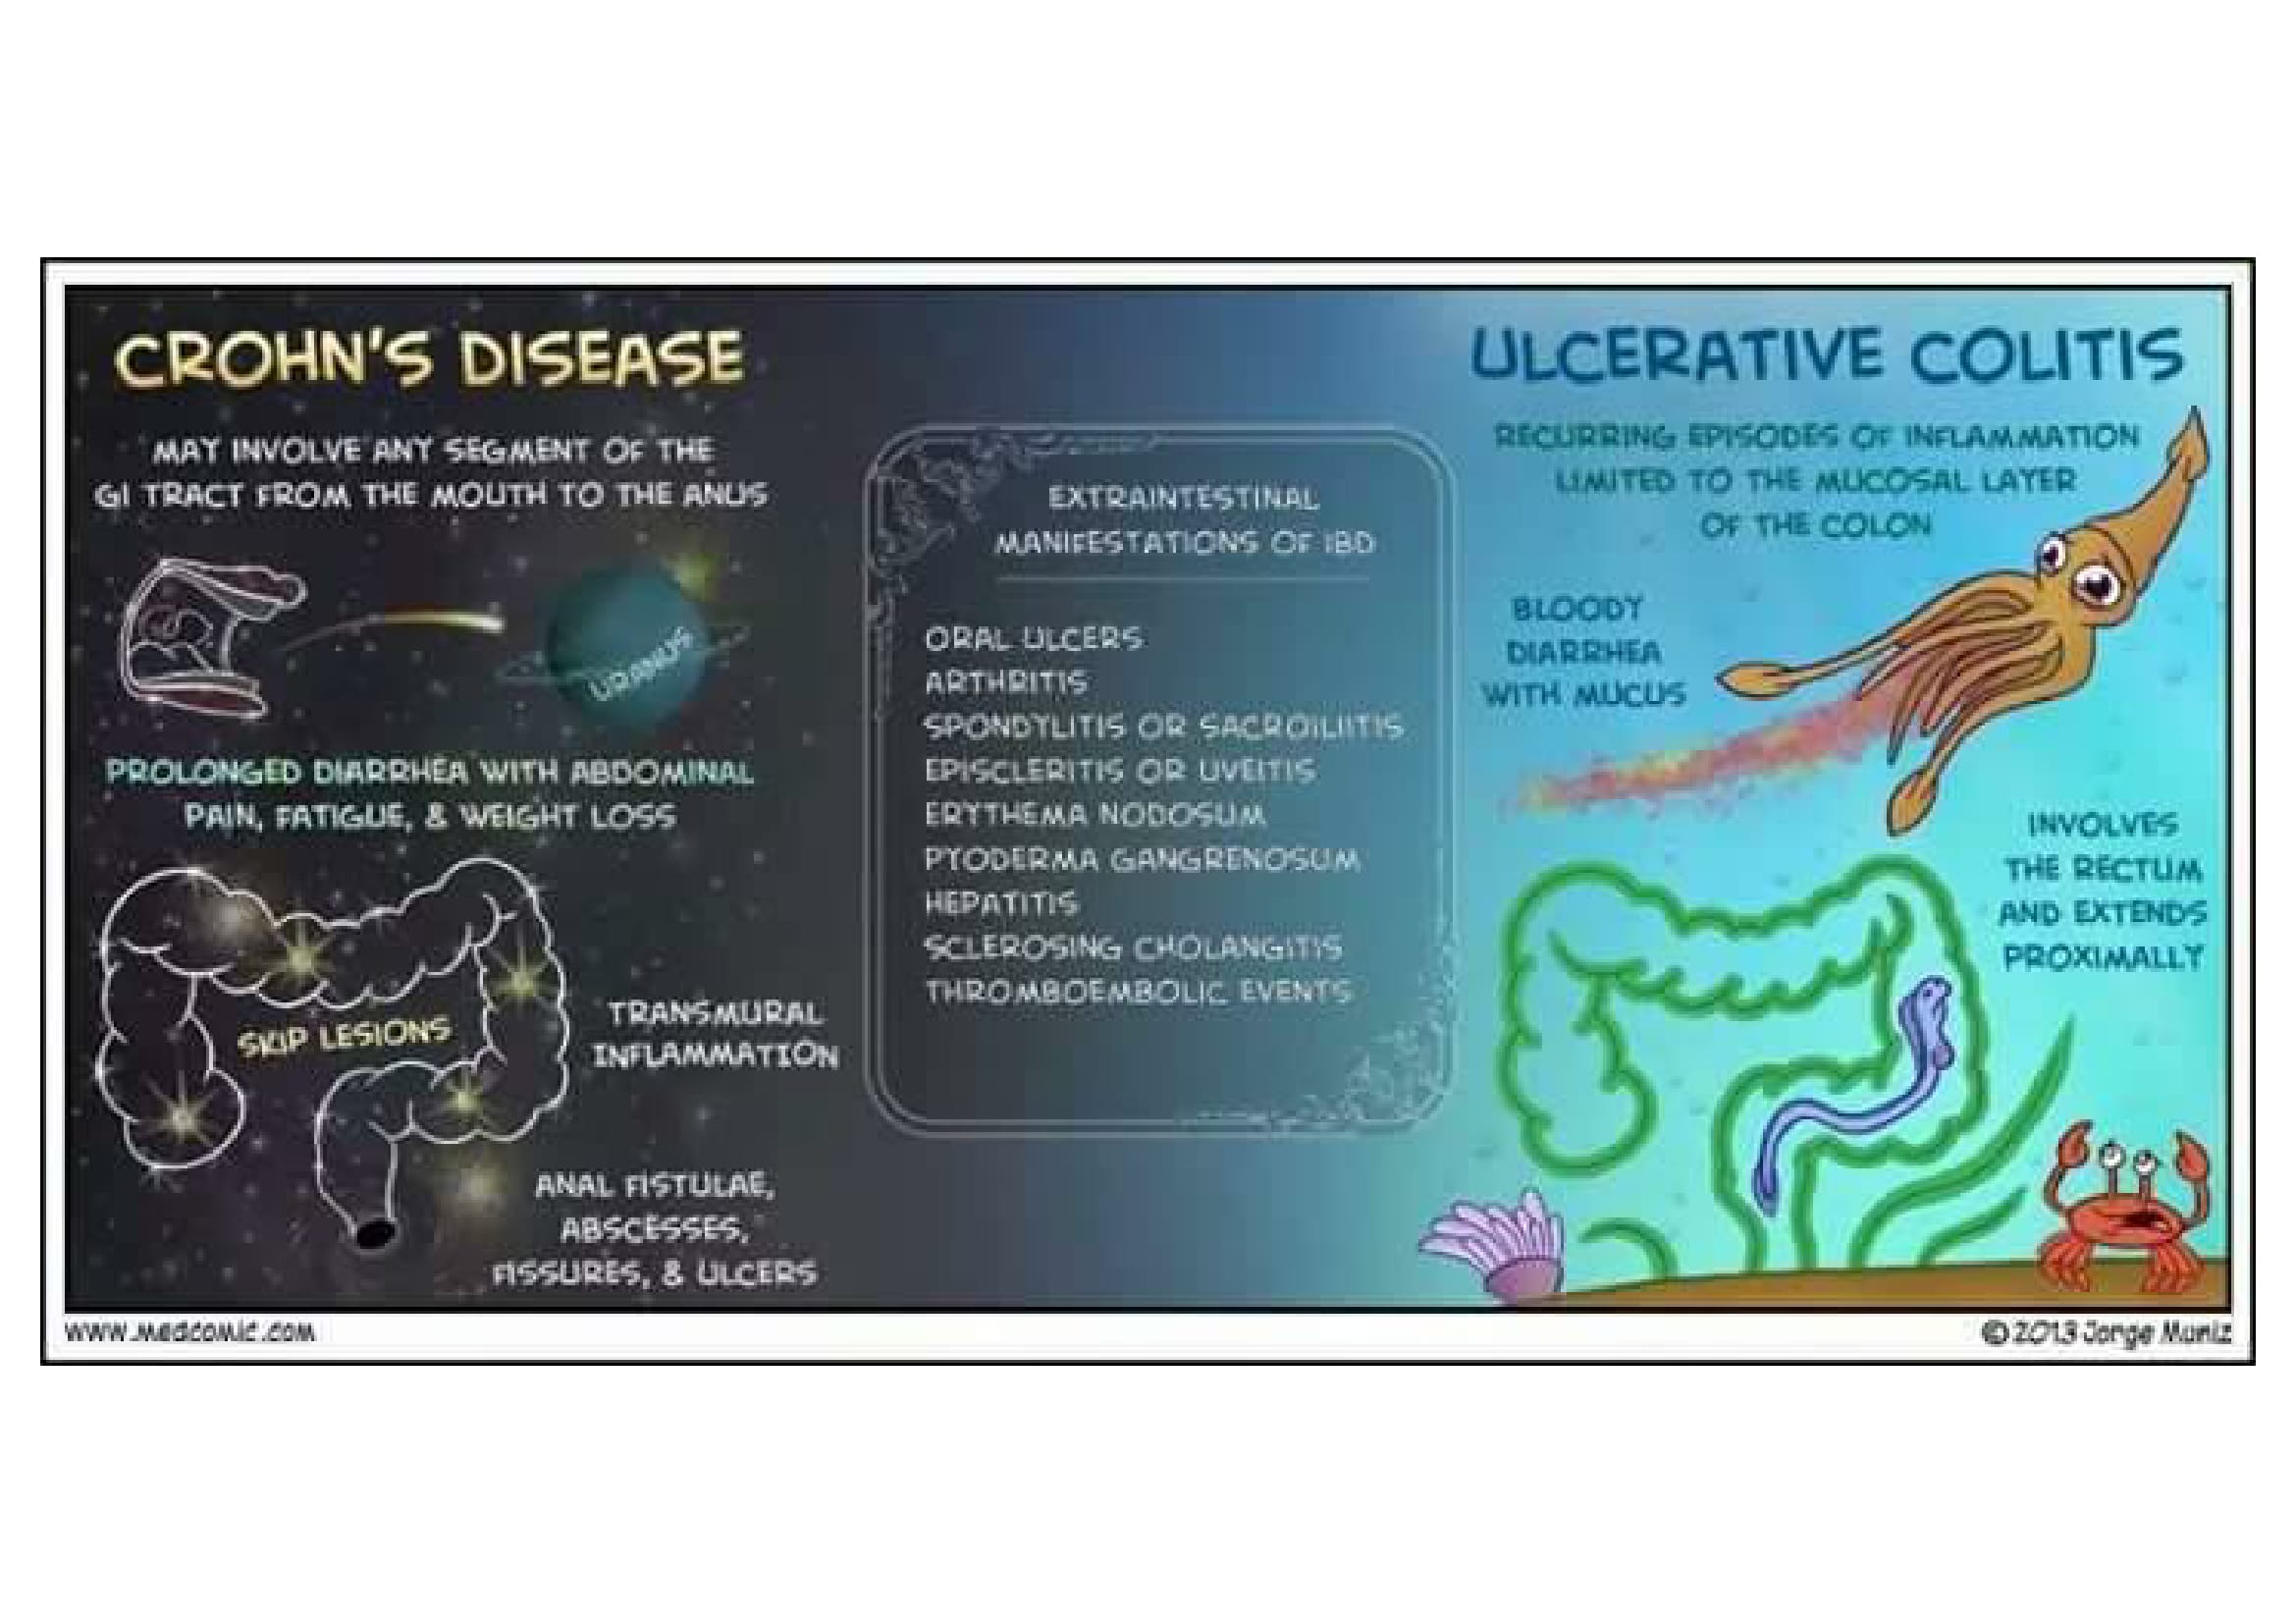 CROHN'S DISEASE
MAY INVOLVE ANY SEGMENT OF THE
GI TRACT FROM THE MOUTH TO THE ANUS
URANUS
PROLONGED DIARRHEA WITH ABDOMINAL
PAIN, FATIGUE, & WEIGHT LOSS
SKIP LESIONS
TRANSMURAL
INFLAMMATION
ANAL FISTULAE,
ABSCESSES,
FISSURES, & ULCERS
EXTRAINTESTINAL
MANIFESTATIONS OF IBD
ORAL ULCERS
ARTHRITIS
SPONDYLITIS OR SACROILIITIS
EPISCLERITIS OR UVEITIS
ERYTHEMA NODOSUM
PYODERMA GANGRENOSUM
HEPATITIS
SCLEROSING CHOLANGITIS
THROMBOEMBOLIC EVENTS
ULCERATIVE COLITIS
RECURRING EPISODES OF INFLAMMATION
LIMITED TO THE MUCOSAL LAYER
OF THE COLON
BLOODY
DIARRHEA
WITH MUCUS
INVOLVES
THE RECTUM
AND EXTENDS
PROXIMALLY
www.medcomic.com
© 2013 Jorge Muniz